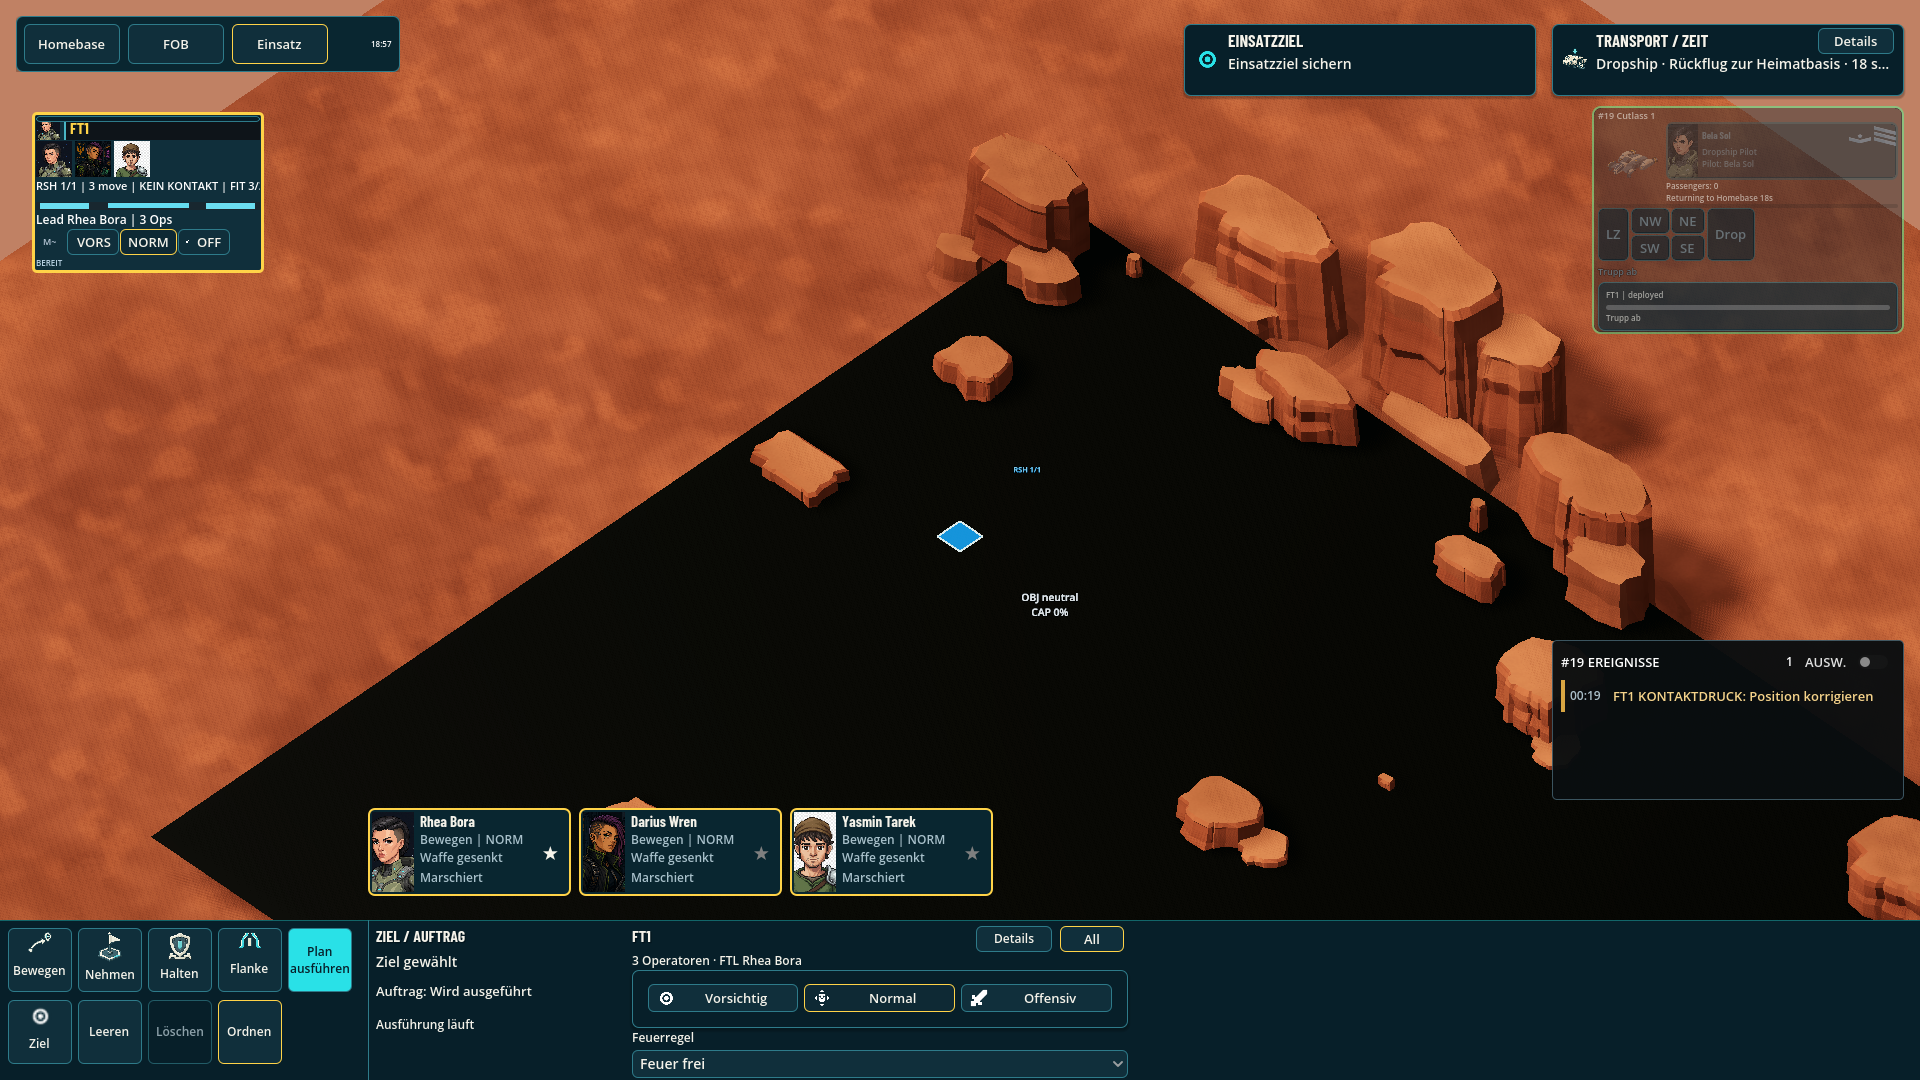 Homebase
FOB
Einsatz
18:57
EINSATZZIEL
Einsatzziel sichern
TRANSPORT / ZEIT
Details
Dropship · Rückflug zur Heimatbasis · 18 s...
FT1
RSH 1/1 | 3 move | KEIN KONTAKT | FIT 3/
Lead Rhea Bora | 3 Ops
M~
VORS
NORM
OFF
BEREIT
#19 Cutlass 1
Bela Sol
Dropship Pilot
Pilot: Bela Sol
Passengers: 0
Returning to Homebase 18s
LZ
NW
NE
SW
SE
Drop
Trupp ab
FT1 | deployed
Trupp ab
RSH 1/1
OBJ neutral
CAP 0%
#19 EREIGNISSE
1
AUSW.
00:19
FT1 KONTAKTDRUCK: Position korrigieren
Rhea Bora
Bewegen | NORM
Waffe gesenkt
Marschiert
Darius Wren
Bewegen | NORM
Waffe gesenkt
Marschiert
Yasmin Tarek
Bewegen | NORM
Waffe gesenkt
Marschiert
Bewegen
Nehmen
Halten
Flanke
Plan
ausführen
Ziel
Leeren
Löschen
Ordnen
ZIEL / AUFTRAG
Ziel gewählt
Auftrag: Wird ausgeführt
Ausführung läuft
FT1
Details
All
3 Operatoren · FTL Rhea Bora
Vorsichtig
Normal
Offensiv
Feuerregel
Feuer frei